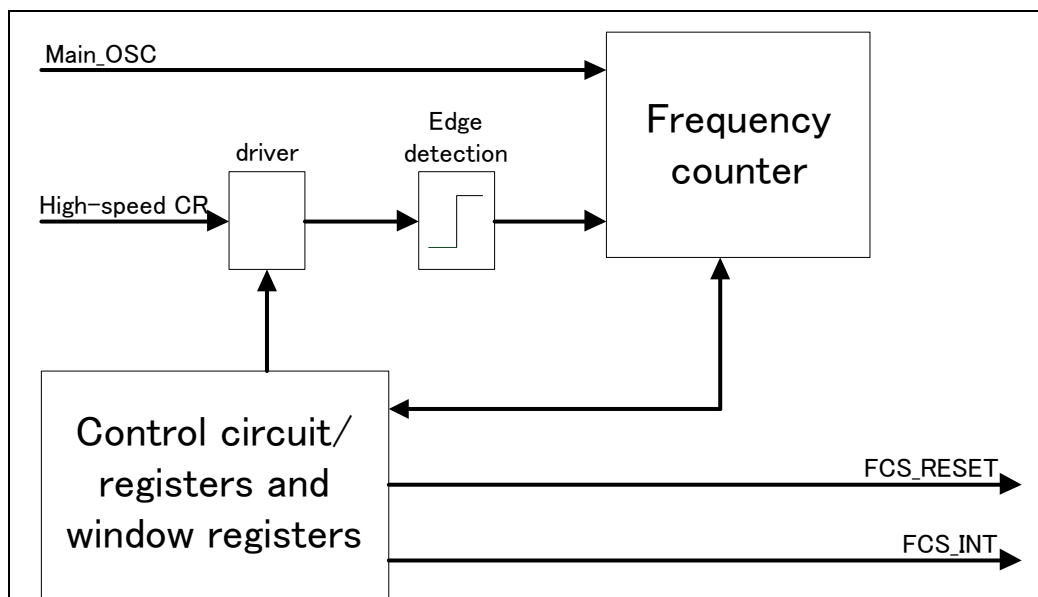 Main_OSC
Frequency
counter
Edge
detection
driver
High-speed CR
Control circuit/
registers and
window registers
FCS_RESET
FCS_INT